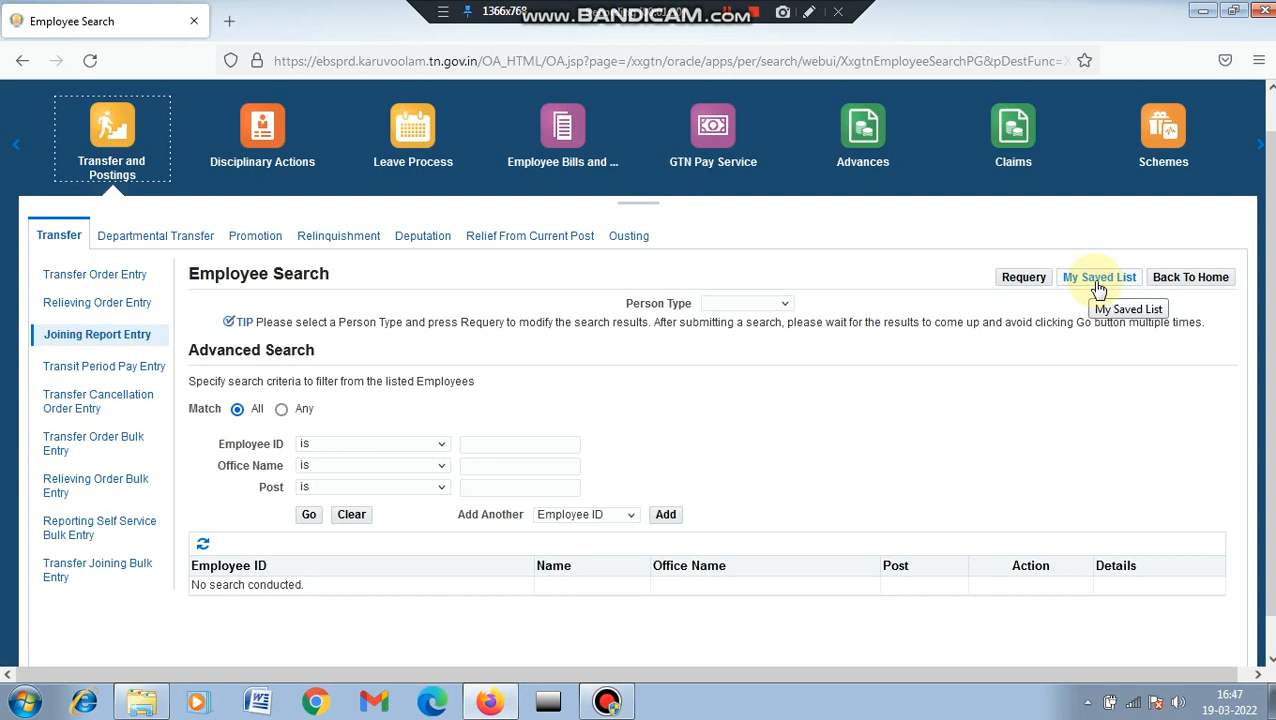 Employee Search
1366x768
www.BANDICAM.com
https://ebsprd.karuvoolam.tn.gov.in/OA_HTML/OA.jsp?page=/xxgtn/oracle/apps/per/search/webui/XxgtnEmployeeSearchPG&pDestFunc=X
Transfer and Postings
Disciplinary Actions
Leave Process
Employee Bills and ...
GTN Pay Service
Advances
Claims
Schemes
Transfer
Departmental Transfer
Promotion
Relinquishment
Deputation
Relief From Current Post
Ousting
Transfer Order Entry
Relieving Order Entry
Joining Report Entry
Transit Period Pay Entry
Transfer Cancellation
Order Entry
Transfer Order Bulk
Entry
Relieving Order Bulk
Entry
Reporting Self Service
Bulk Entry
Transfer Joining Bulk
Entry
Employee Search
Requery
My Saved List
Back To Home
Person Type
My Saved List
TIP Please select a Person Type and press Requery to modify the search results. After submitting a search, please wait for the results to come up and avoid clicking Go button multiple times.
Advanced Search
Specify search criteria to filter from the listed Employees
Match All Any
Employee ID is
Office Name is
Post is
Go Clear Add Another Employee ID Add
Employee ID Name Office Name Post Action Details
No search conducted.
16:47
19-03-2022